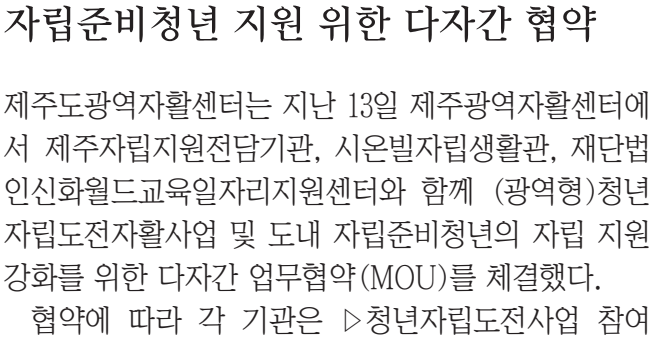 자립준비청년 지원 위한 다자간 협약
제주도광역자활센터는 지난 13일 제주광역자활센터에
서 제주자립지원전담기관, 시온빌자립생활관, 재단법
인신화월드교육일자리지원센터와 함께 (광역형)청년
자립도전자활사업 및 도내 자립준비청년의 자립 지원
강화를 위한 다자간 업무협약(MOU)를 체결했다.
협약에 따라 각 기관은 ▷청년자립도전사업 참여